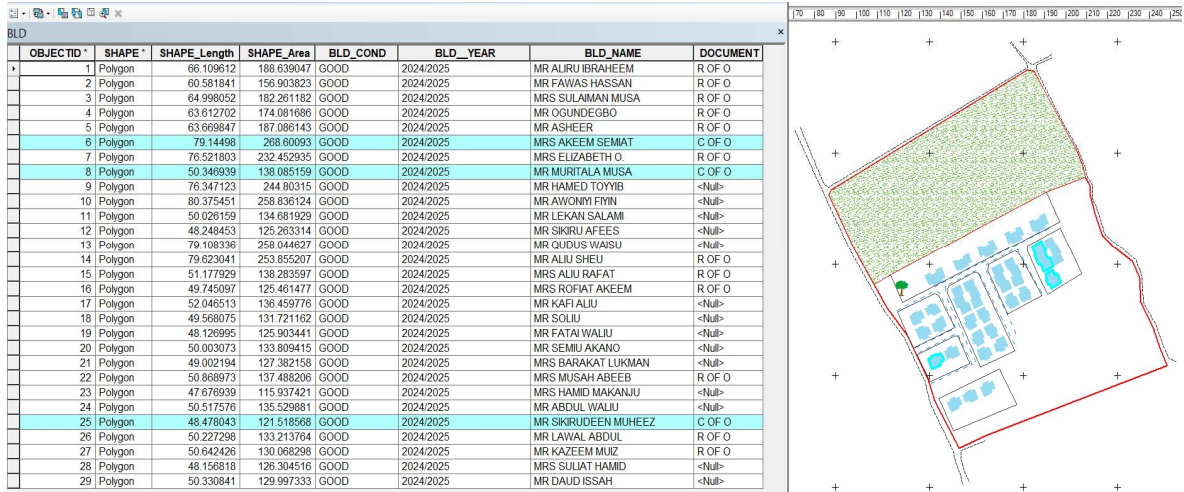 BLD
OBJECTID * SHAPE * SHAPE_Length SHAPE_Area BLD_COND BLD__YEAR BLD_NAME DOCUMENT
1 Polygon 66.109612 188.639047 GOOD 2024/2025 MR ALIRU IBRAHEEM R OF O
2 Polygon 60.581841 156.903823 GOOD 2024/2025 MR FAWAS HASSAN R OF O
3 Polygon 64.998052 182.261182 GOOD 2024/2025 MRS SULAIMAN MUSA R OF O
4 Polygon 63.612702 174.081686 GOOD 2024/2025 MR OGUNDEGBO R OF O
5 Polygon 63.669847 187.086143 GOOD 2024/2025 MR ASHEER R OF O
6 Polygon 79.14498 268.60093 GOOD 2024/2025 MRS AKEEM SEMIAT C OF O
7 Polygon 76.521803 232.452935 GOOD 2024/2025 MRS ELIZABETH O. R OF O
8 Polygon 50.346939 138.085159 GOOD 2024/2025 MR MURITALA MUSA C OF O
9 Polygon 76.347123 244.80315 GOOD 2024/2025 MR HAMED TOYYIB <Null>
10 Polygon 80.375451 258.836124 GOOD 2024/2025 MR AWONIYI FIYIN <Null>
11 Polygon 50.026159 134.681929 GOOD 2024/2025 MR LEKAN SALAMI <Null>
12 Polygon 48.248453 125.263314 GOOD 2024/2025 MR SIKIRU AFEES <Null>
13 Polygon 79.108336 258.044627 GOOD 2024/2025 MR QUDUS WAISU <Null>
14 Polygon 79.623041 253.855207 GOOD 2024/2025 MR ALIU SHEU R OF O
15 Polygon 51.177929 138.283597 GOOD 2024/2025 MRS ALIU RAFAT R OF O
16 Polygon 49.745097 125.461477 GOOD 2024/2025 MRS ROFIAT AKEEM R OF O
17 Polygon 52.046513 136.459776 GOOD 2024/2025 MR KAFI ALIU <Null>
18 Polygon 49.568075 131.721162 GOOD 2024/2025 MR SOLIU <Null>
19 Polygon 48.126995 125.903441 GOOD 2024/2025 MR FATAI WALIU <Null>
20 Polygon 50.003073 133.809415 GOOD 2024/2025 MR SEMIU AKANO <Null>
21 Polygon 49.002194 127.382158 GOOD 2024/2025 MRS BARAKAT LUKMAN <Null>
22 Polygon 50.868973 137.488206 GOOD 2024/2025 MRS MUSAH ABEEB R OF O
23 Polygon 47.676939 115.937421 GOOD 2024/2025 MRS HAMID MAKANJU <Null>
24 Polygon 50.517576 135.529881 GOOD 2024/2025 MR ABDUL WALIU <Null>
25 Polygon 48.478043 121.518568 GOOD 2024/2025 MR SIKIRUDEEN MUHEEZ C OF O
26 Polygon 50.227298 133.213764 GOOD 2024/2025 MR LAWAL ABDUL R OF O
27 Polygon 50.642426 130.068298 GOOD 2024/2025 MR KAZEEM MUIZ R OF O
28 Polygon 48.156818 126.304516 GOOD 2024/2025 MRS SULIAT HAMID <Null>
29 Polygon 50.330841 129.997333 GOOD 2024/2025 MR DAUD ISSAH <Null>
70 80 90 100 110 120 130 140 150 160 170 180 190 200 210 220 230 240 250